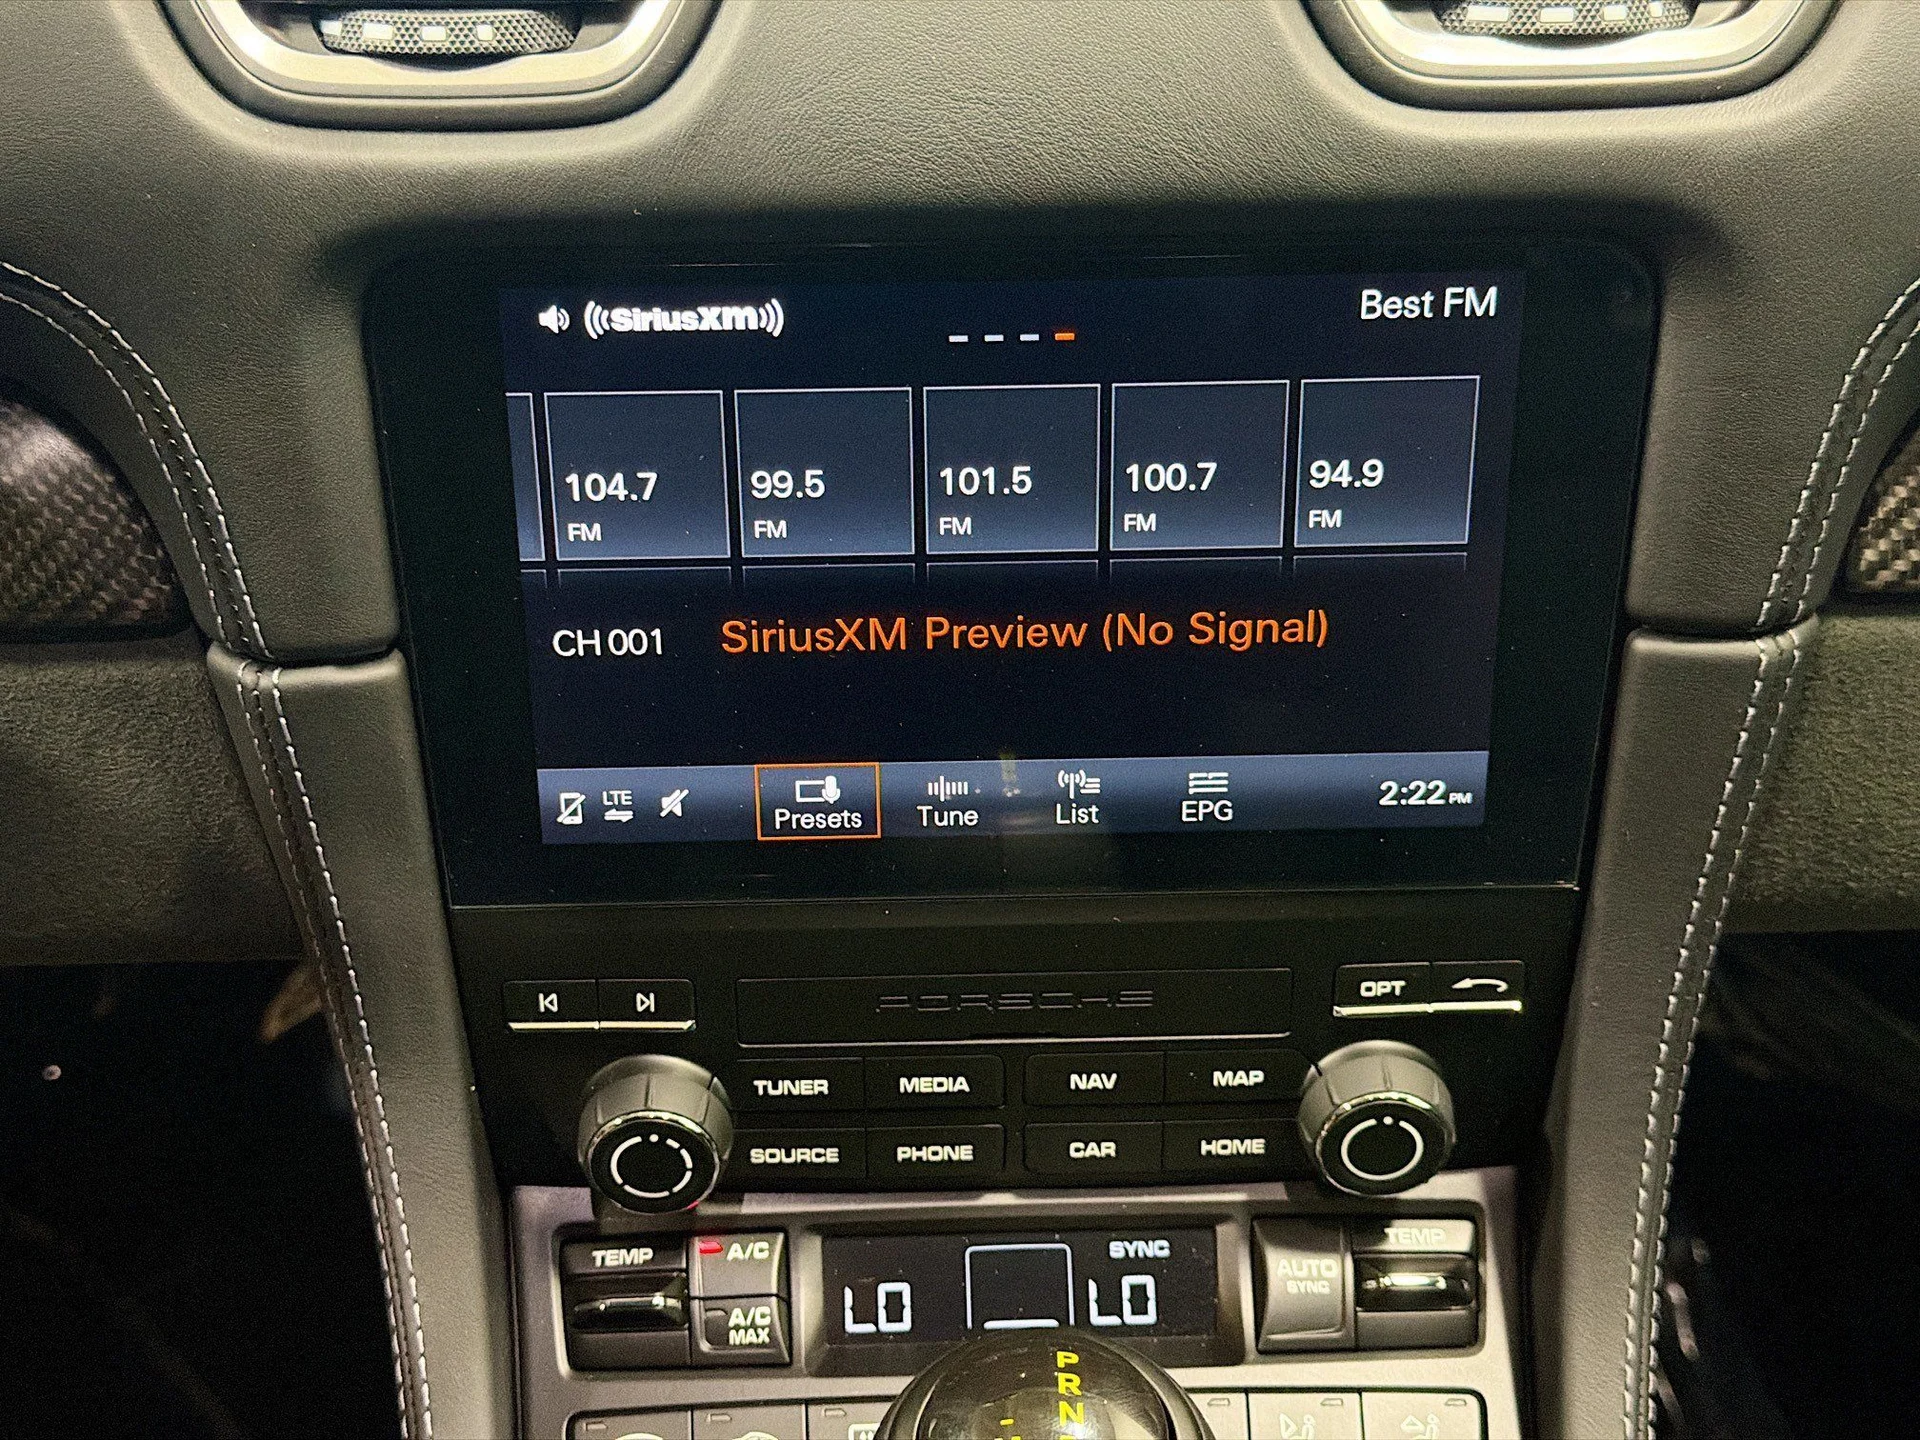 SiriusXM
Best FM
104.7
FM
99.5
FM
101.5
FM
100.7
FM
94.9
FM
CH 001
SiriusXM Preview (No Signal)
LTE
Presets
Tune
List
EPG
2:22 PM
PORSCHE
OPT
TUNER
MEDIA
NAV
MAP
SOURCE
PHONE
CAR
HOME
TEMP
A/C
A/C
MAX
LO
SYNC
LO
AUTO
SYNC
TEMP
P
R
N